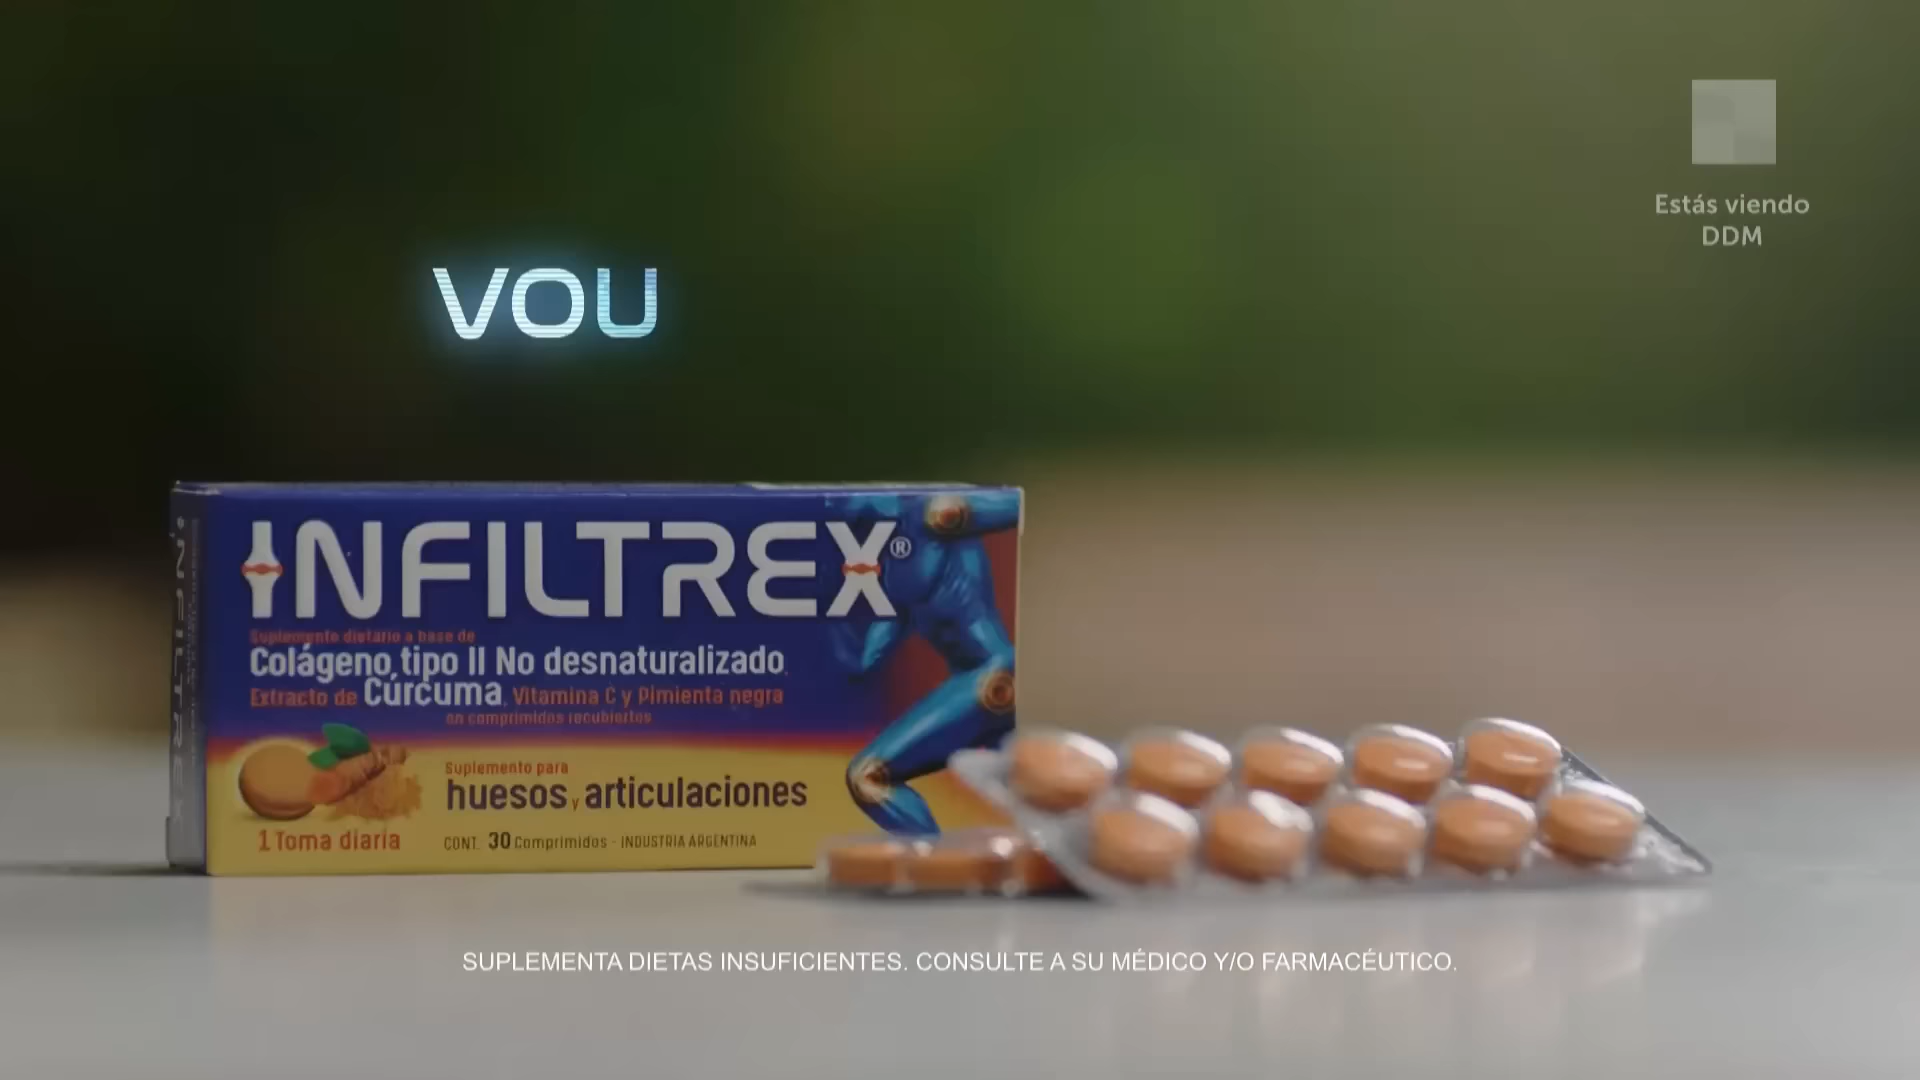 Estás viendo
DDM
VOU
INFILTREX®
INFILTREX
Suplemento dietario a base de
Colágeno tipo II No desnaturalizado,
Extracto de Cúrcuma, Vitamina C y Pimienta negra
en comprimidos recubiertos
Suplemento para
huesos y articulaciones
1 Toma diaria
CONT. 30 Comprimidos - INDUSTRIA ARGENTINA
SUPLEMENTA DIETAS INSUFICIENTES. CONSULTE A SU MÉDICO Y/O FARMACÉUTICO.